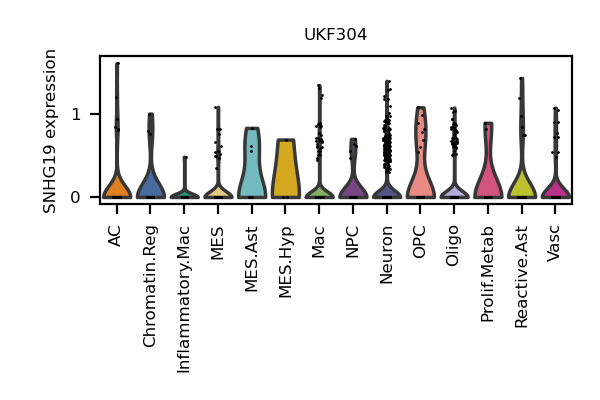 UKF304
SNHG19 expression
1
0
AC
Chromatin.Reg
Inflammatory.Mac
MES
MES.Ast
MES.Hyp
Mac
NPC
Neuron
OPC
Oligo
Prolif.Metab
Reactive.Ast
Vasc